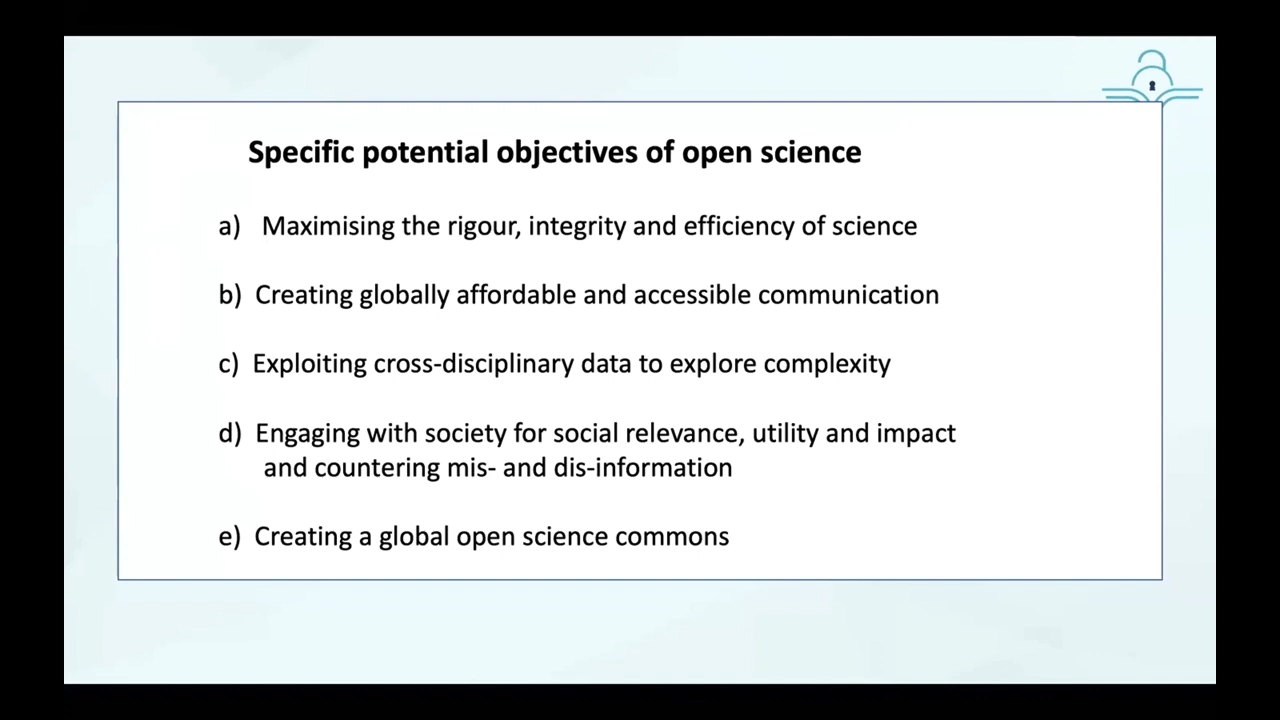 Specific potential objectives of open science
a) Maximising the rigour, integrity and efficiency of science
b) Creating globally affordable and accessible communication
c) Exploiting cross-disciplinary data to explore complexity
d) Engaging with society for social relevance, utility and impact
and countering mis- and dis-information
e) Creating a global open science commons